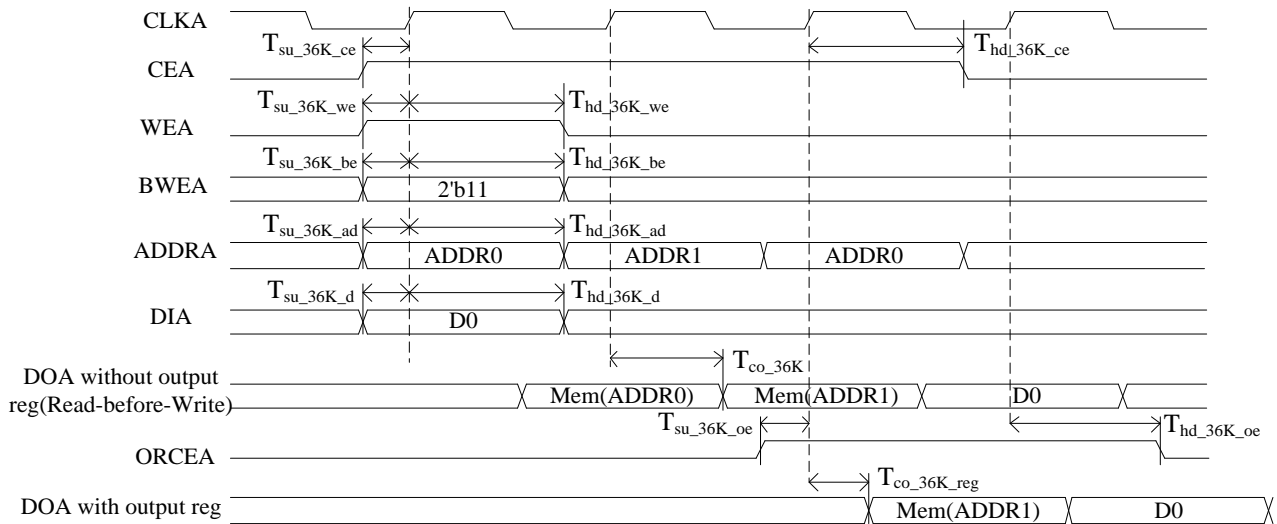 CLKA
T_su_36K_ce
T_hd_36K_ce
CEA
T_su_36K_we
T_hd_36K_we
WEA
T_su_36K_be
T_hd_36K_be
BWEA
2'b11
T_su_36K_ad
T_hd_36K_ad
ADDRA
ADDR0
ADDR1
ADDR0
T_su_36K_d
T_hd_36K_d
DIA
D0
T_co_36K
DOA without output
reg(Read-before-Write)
Mem(ADDR0)
Mem(ADDR1)
D0
T_su_36K_oe
T_hd_36K_oe
ORCEA
T_co_36K_reg
DOA with output reg
Mem(ADDR1)
D0